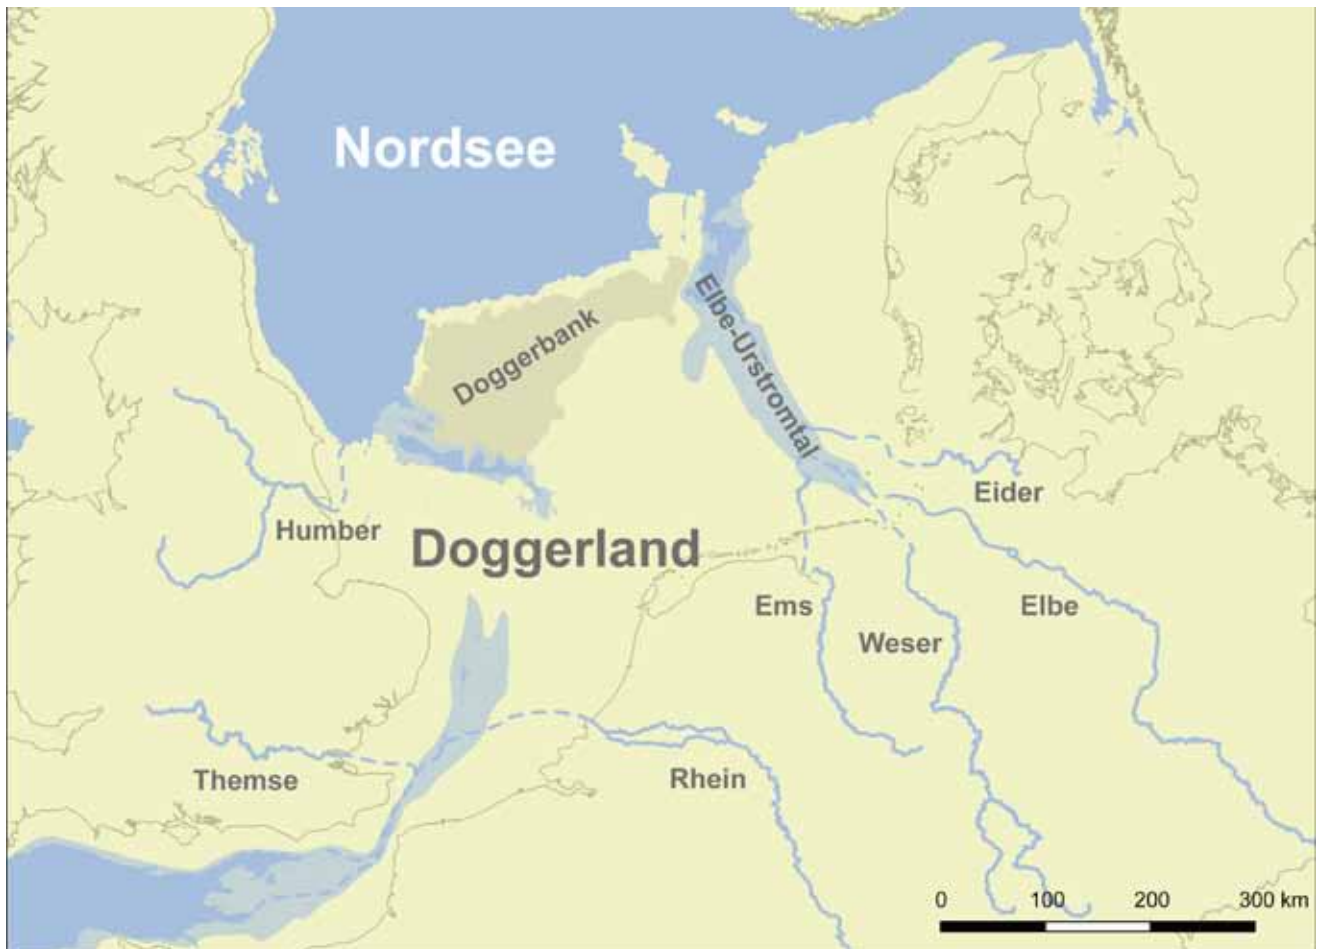 Nordsee
Doggerbank
Elbe-Urstromtal
Eider
Humber
Doggerland
Ems
Elbe
Weser
Themse
Rhein
0 100 200 300 km